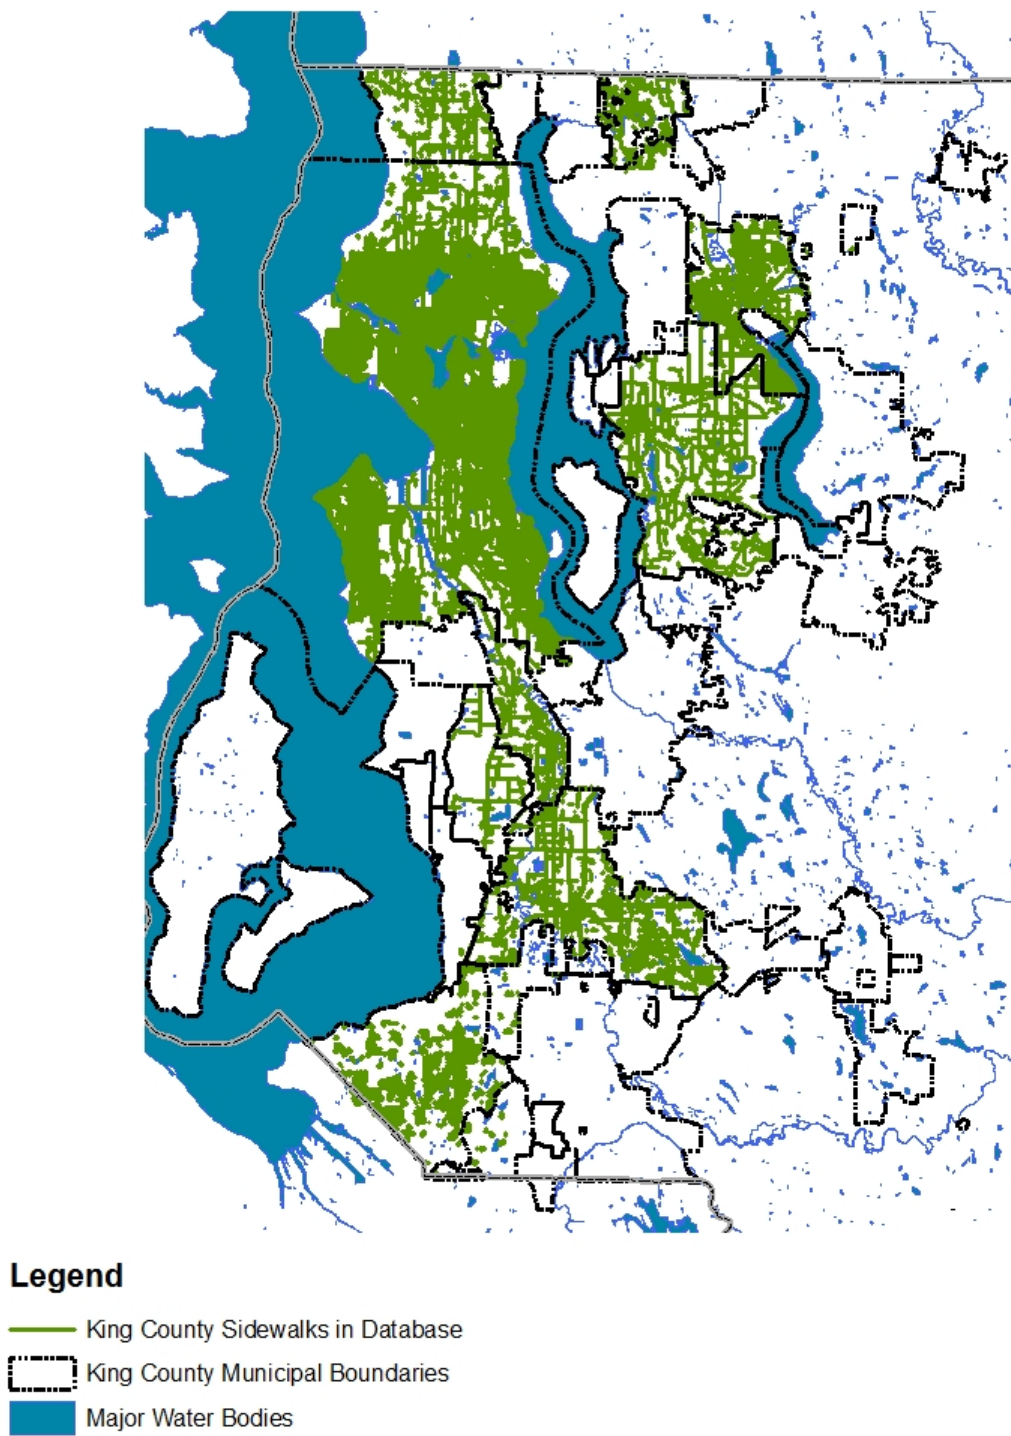 Legend
King County Sidewalks in Database
King County Municipal Boundaries
Major Water Bodies